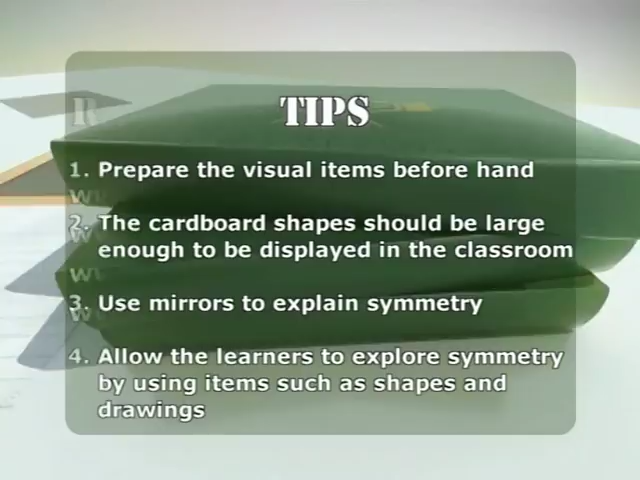 TIPS
1. Prepare the visual items before hand
2. The cardboard shapes should be large
enough to be displayed in the classroom
3. Use mirrors to explain symmetry
4. Allow the learners to explore symmetry
by using items such as shapes and
drawings